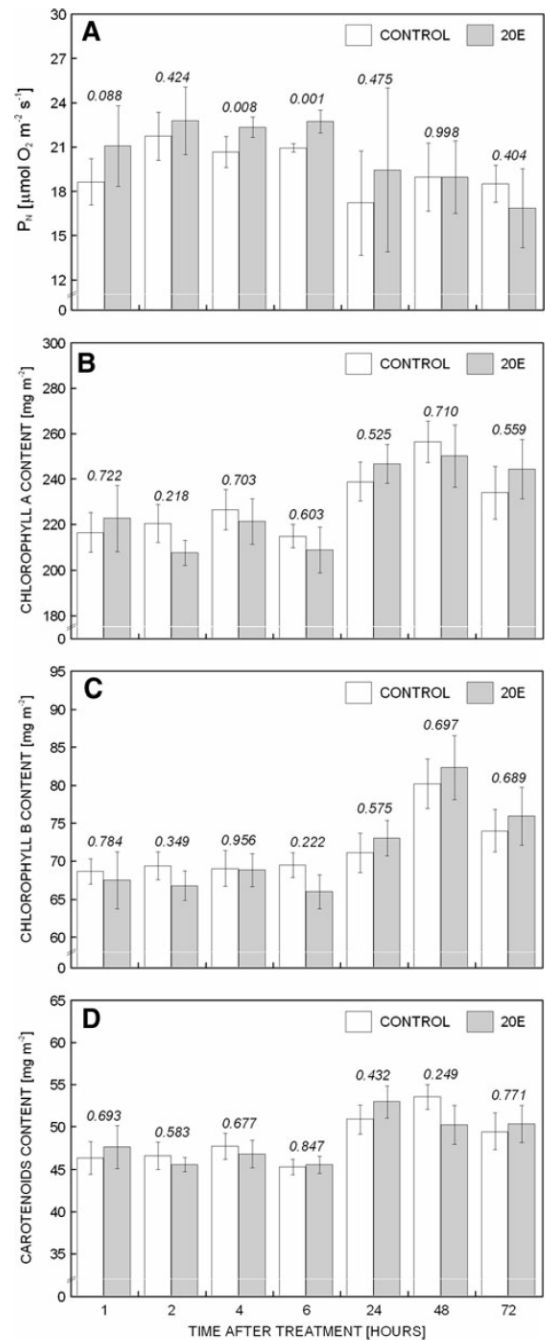 A
CONTROL 20E
P_N [µmol O₂ m⁻² s⁻¹]
30
27
24
21
18
15
12
0
0.088 0.424 0.008 0.001 0.475 0.998 0.404
B
CONTROL 20E
CHLOROPHYLL A CONTENT [mg m⁻²]
300
280
260
240
220
200
180
0
0.722 0.218 0.703 0.603 0.525 0.710 0.559
C
CONTROL 20E
CHLOROPHYLL B CONTENT [mg m⁻²]
95
90
85
80
75
70
65
60
0
0.784 0.349 0.956 0.222 0.575 0.697 0.689
D
CONTROL 20E
CAROTENOIDS CONTENT [mg m⁻²]
65
60
55
50
45
40
35
0
0.693 0.583 0.677 0.847 0.432 0.249 0.771
1 2 4 6 24 48 72
TIME AFTER TREATMENT [HOURS]